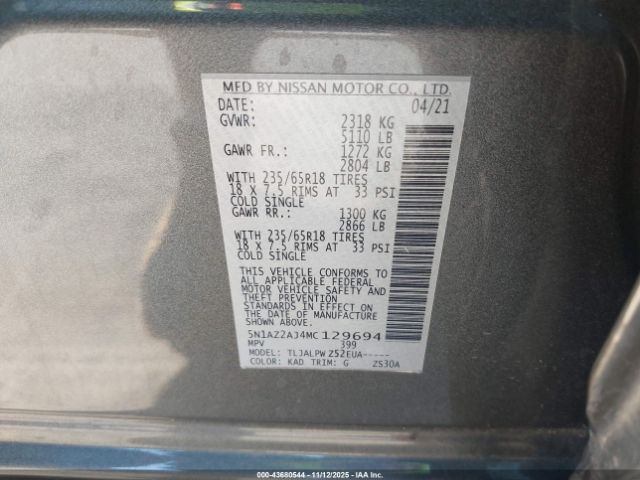 MFD BY NISSAN MOTOR CO., LTD.
DATE: 04/21
GVWR: 2318 KG
5110 LB
GAWR FR.: 1272 KG
2804 LB
WITH 235/65R18 TIRES
18 X 7.5 RIMS AT 33 PSI
COLD SINGLE
GAWR RR.: 1300 KG
2866 LB
WITH 235/65R18 TIRES
18 X 7.5 RIMS AT 33 PSI
COLD SINGLE
THIS VEHICLE CONFORMS TO
ALL APPLICABLE FEDERAL
MOTOR VEHICLE SAFETY AND
THEFT PREVENTION
STANDARDS IN EFFECT ON
THE DATE OF MANUFACTURE
SHOWN ABOVE.
5N1AZ2AJ4MC129694
MPV 399
MODEL: TLJALPWZ52EUA-----
COLOR: KAD TRIM: G ZS30A
000-43680544 - 11/12/2025 - IAA Inc.